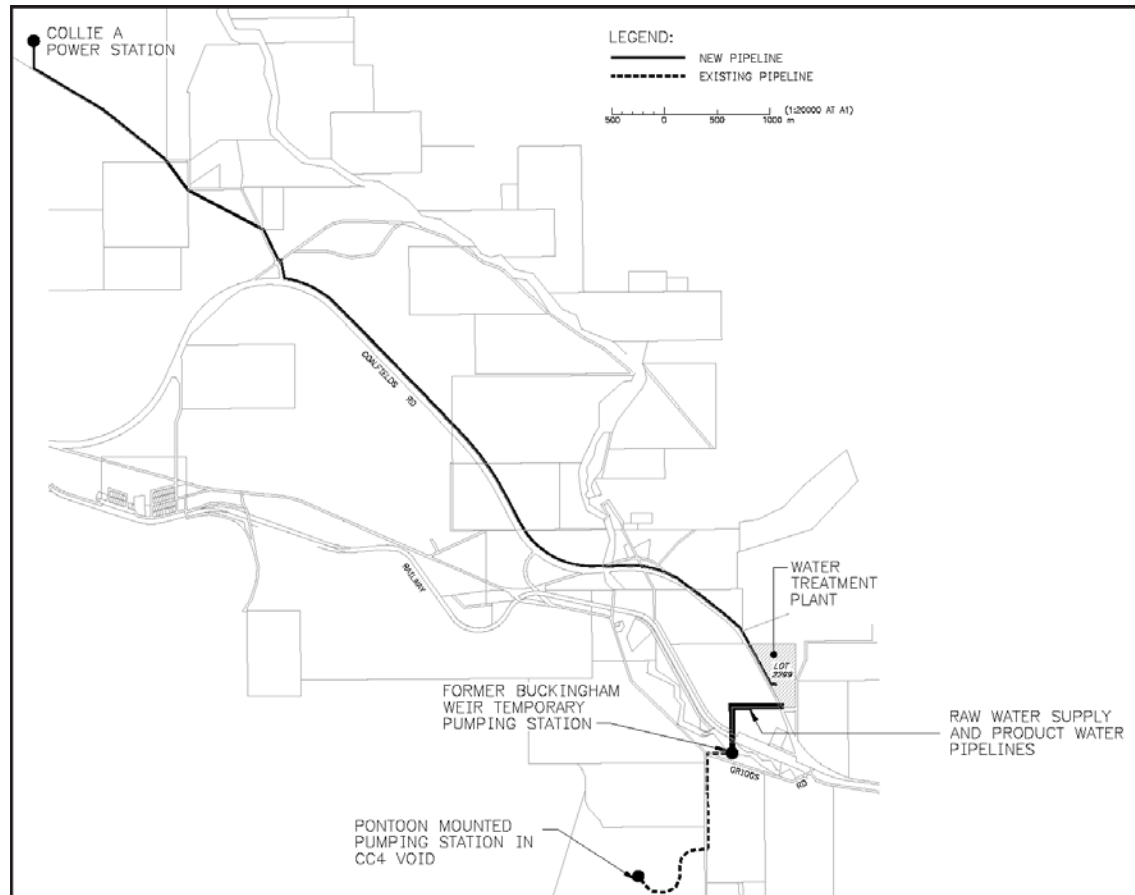 COLLIE A
POWER STATION
LEGEND:
NEW PIPELINE
EXISTING PIPELINE
(1:20000 AT A1)
500 0 500 1000 m
COALFIELDS RD
RAILWAY
WATER
TREATMENT
PLANT
LOT
2299
FORMER BUCKINGHAM
WEIR TEMPORARY
PUMPING STATION
RAW WATER SUPPLY
AND PRODUCT WATER
PIPELINES
GRIGGS RD
PONTOON MOUNTED
PUMPING STATION IN
CC4 VOID